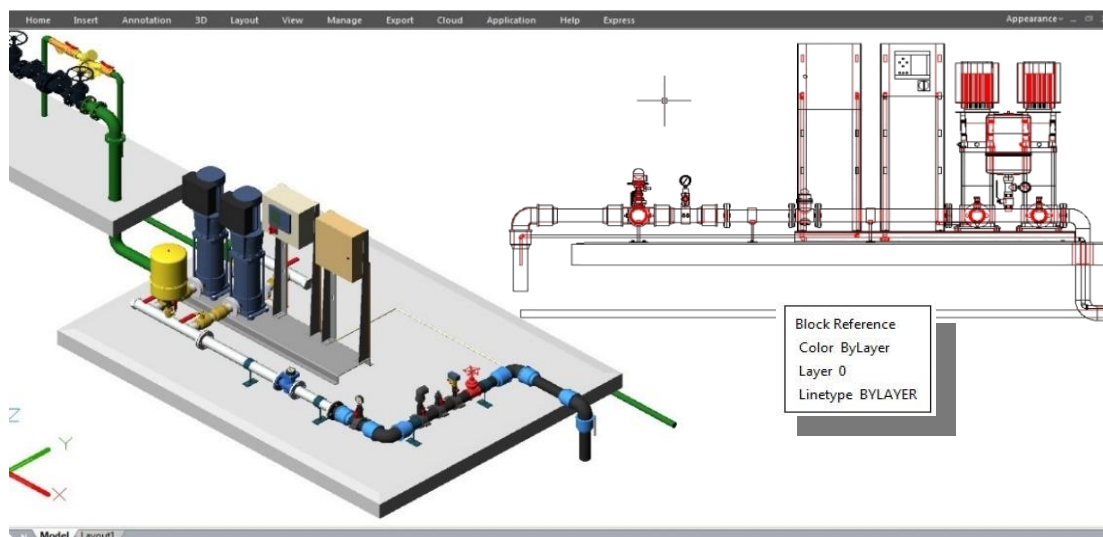 Home Insert Annotation 3D Layout View Manage Export Cloud Application Help Express Appearance
Block Reference
Color ByLayer
Layer 0
Linetype BYLAYER
Z
Y
X
Model Layout1